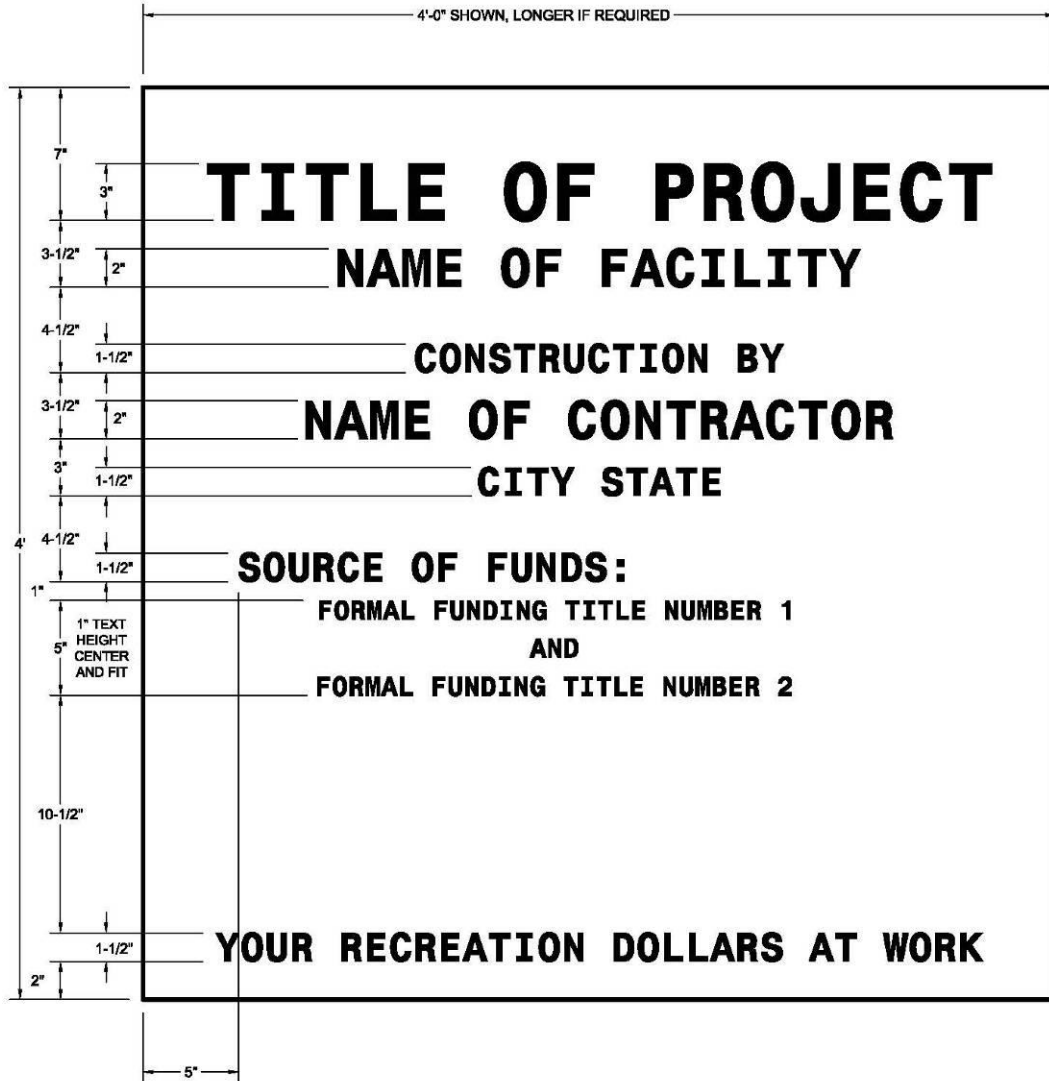 4'-0" SHOWN, LONGER IF REQUIRED
7"
3"
TITLE OF PROJECT
3-1/2"
2"
NAME OF FACILITY
4-1/2"
1-1/2"
CONSTRUCTION BY
3-1/2"
2"
NAME OF CONTRACTOR
3"
1-1/2"
CITY STATE
4'
4-1/2"
1-1/2"
SOURCE OF FUNDS:
1"
FORMAL FUNDING TITLE NUMBER 1
5"
1" TEXT
HEIGHT
CENTER
AND FIT
AND
FORMAL FUNDING TITLE NUMBER 2
10-1/2"
1-1/2"
YOUR RECREATION DOLLARS AT WORK
2"
5"